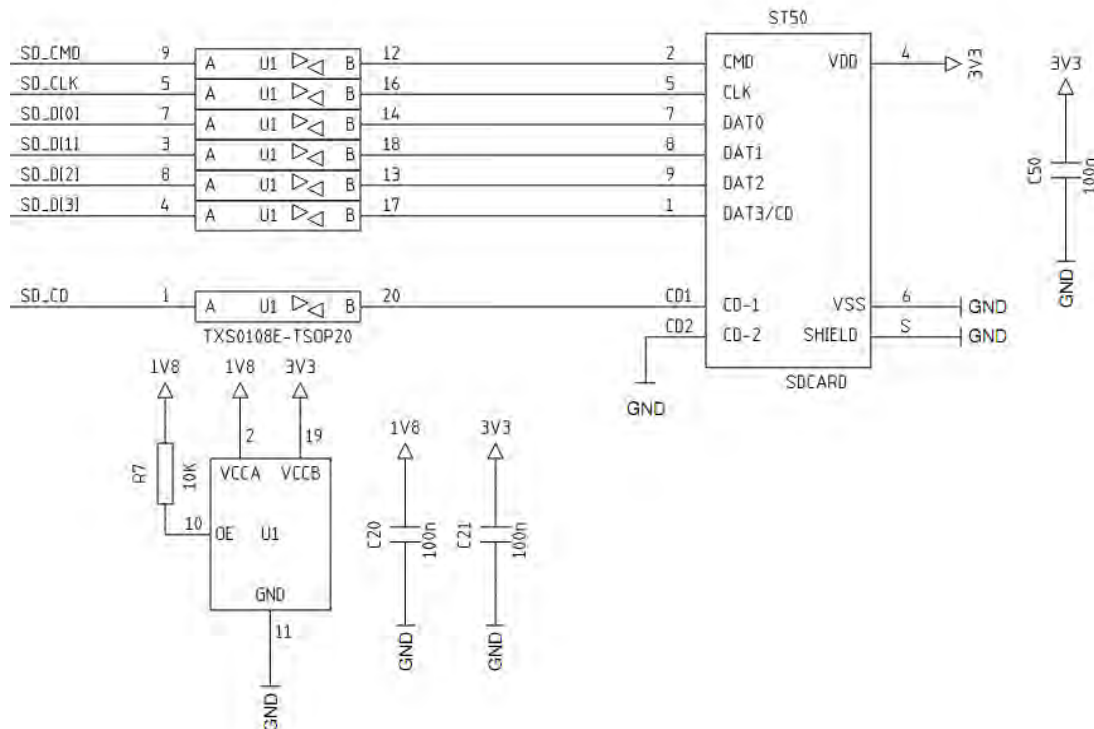 ST50
SD_CMD 9 A U1 B 12 2 CMD VDD 4 3V3
SD_CLK 5 A U1 B 16 5 CLK
SD_D[0] 7 A U1 B 14 7 DAT0
SD_D[1] 3 A U1 B 18 8 DAT1
SD_D[2] 8 A U1 B 13 9 DAT2
SD_D[3] 4 A U1 B 17 1 DAT3/CD
3V3
C50
100n
GND
SD_CD 1 A U1 B 20 CD1 CD-1 VSS 6 GND
TXS0108E-TSOP20
CD2 CD-2 SHIELD S GND
GND
SDCARD
1V8 1V8 3V3
R7 10K
2 19
VCCA VCCB
10 OE U1
GND
11
GND
1V8 3V3
C20 100n C21 100n
GND GND